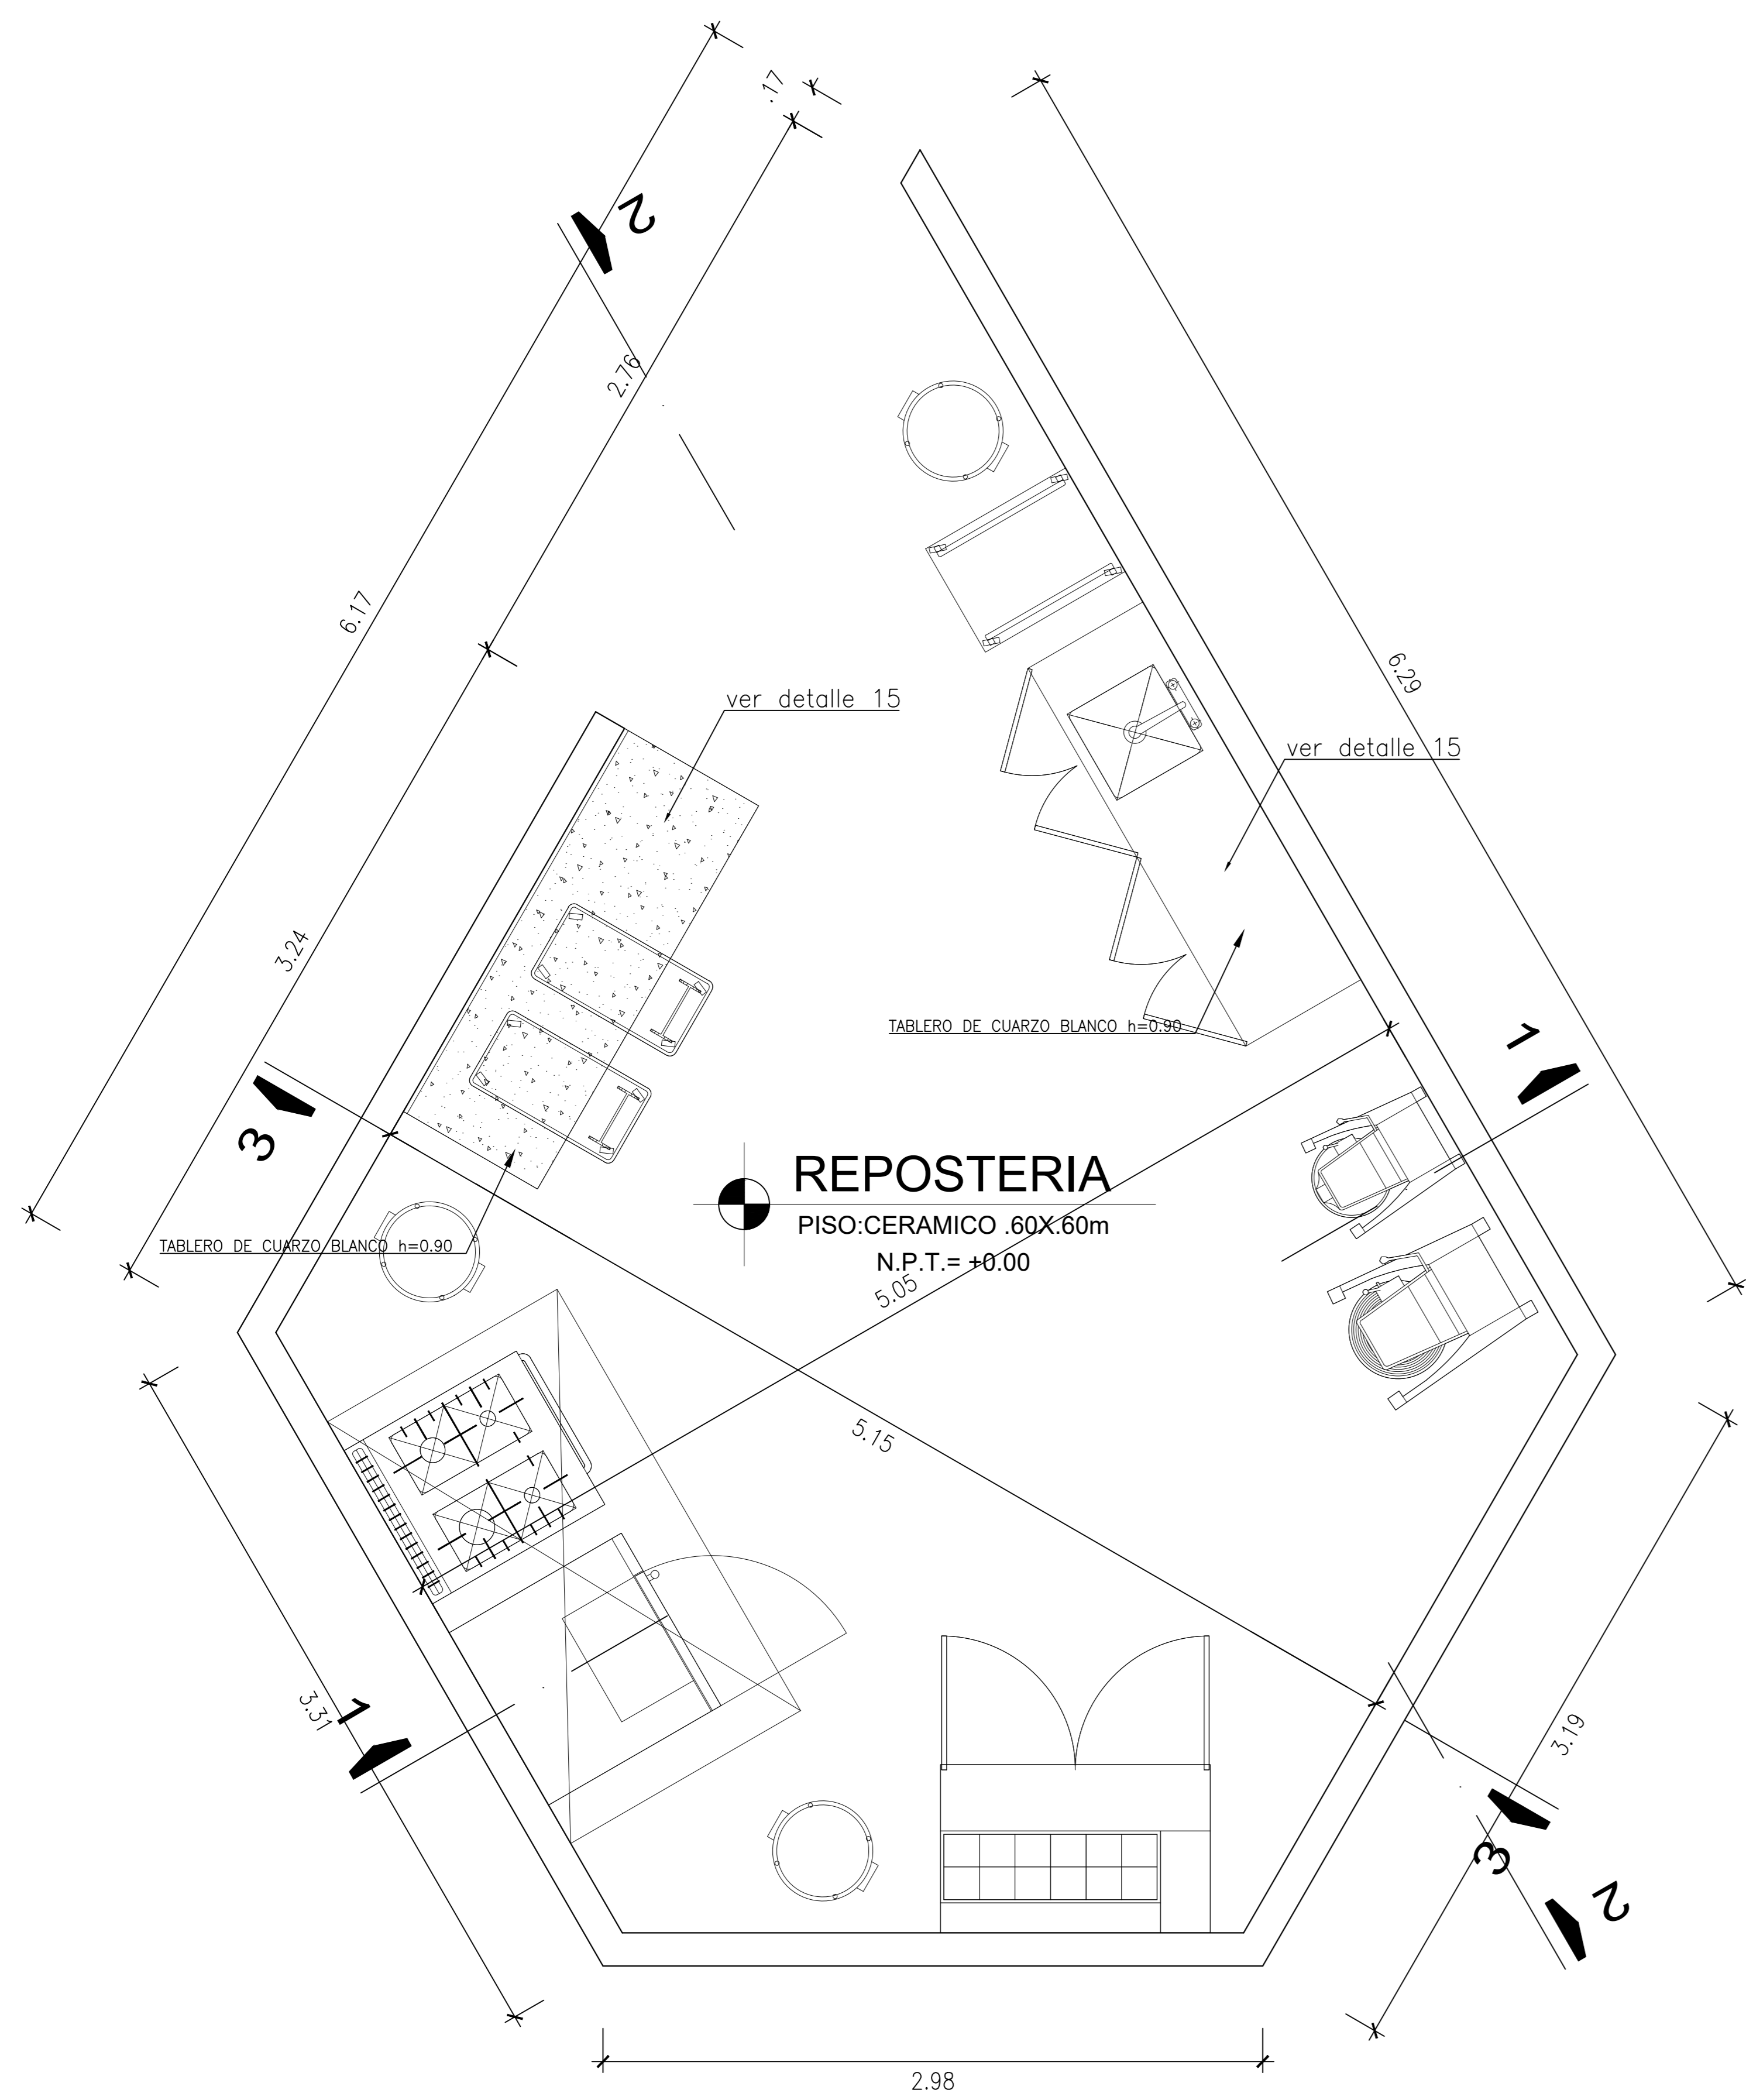 .17
2
2.76
6.17
6.29
ver detalle 15
ver detalle 15
3.24
TABLERO DE CUARZO BLANCO h=0.90
1
3
REPOSTERIA
PISO:CERAMICO .60X.60m
N.P.T.= +0.00
TABLERO DE CUARZO BLANCO h=0.90
5.05
5.15
3.31
1
3.19
3
2
2.98